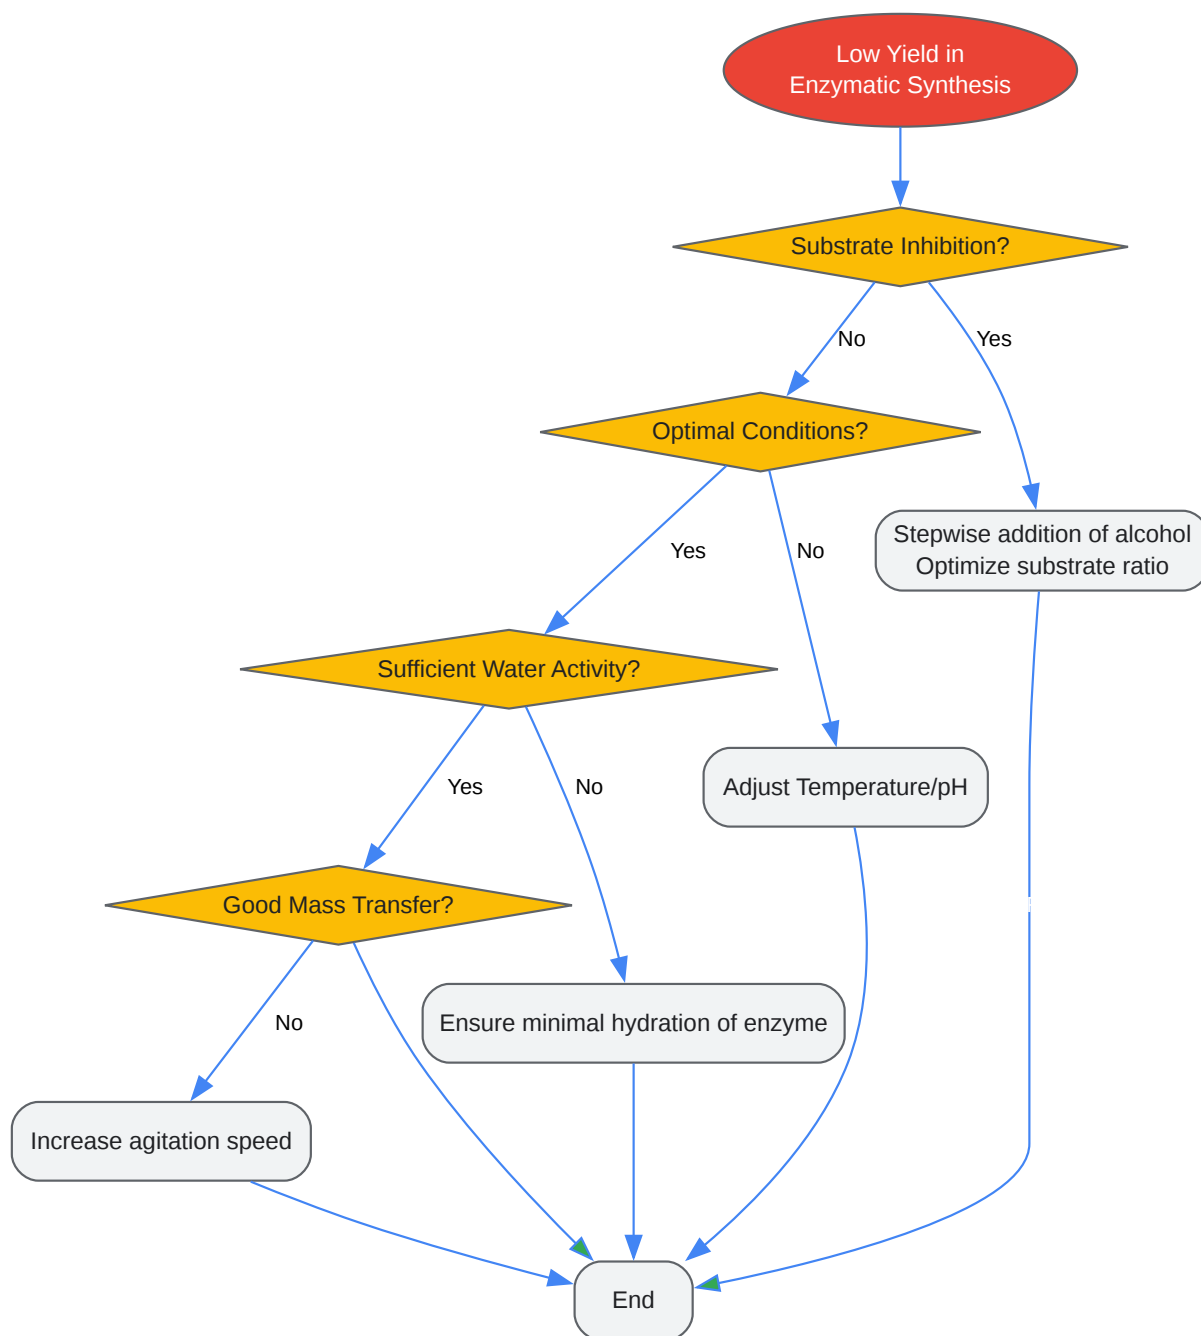 Low Yield in
Enzymatic Synthesis
Substrate Inhibition?
No
Yes
Optimal Conditions?
Yes
No
Stepwise addition of alcohol
Optimize substrate ratio
Sufficient Water Activity?
Yes
No
Adjust Temperature/pH
Good Mass Transfer?
No
Ensure minimal hydration of enzyme
Increase agitation speed
End